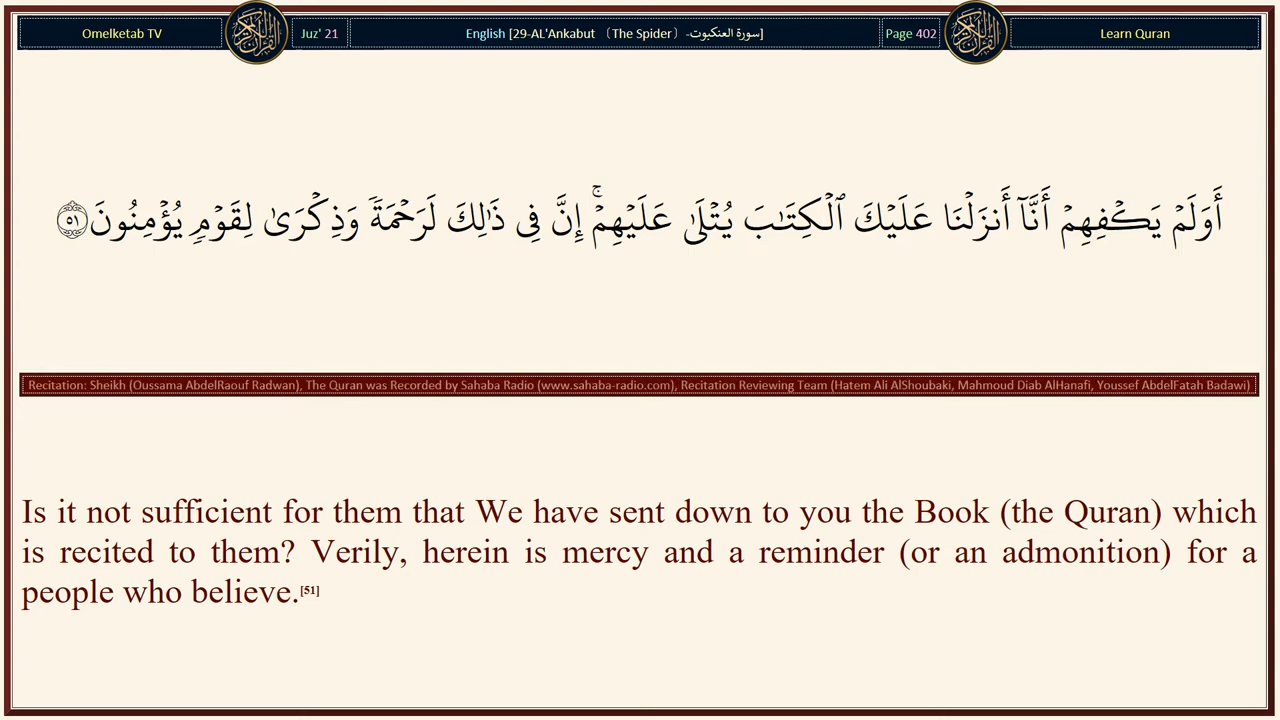 Omelketab TV
Juz' 21
English [29-AL'Ankabut （The Spider） -سورة العنكبوت]
Page 402
Learn Quran
أَوَلَمۡ يَكۡفِهِمۡ أَنَّآ أَنزَلۡنَا عَلَيۡكَ ٱلۡكِتَٰبَ يُتۡلَىٰ عَلَيۡهِمۡۚ إِنَّ فِي ذَٰلِكَ لَرَحۡمَةٗ وَذِكۡرَىٰ لِقَوۡمٖ يُؤۡمِنُونَ ٥١
Recitation: Sheikh (Oussama AbdelRaouf Radwan), The Quran was Recorded by Sahaba Radio (www.sahaba-radio.com), Recitation Reviewing Team (Hatem Ali AlShoubaki, Mahmoud Diab AlHanafi, Youssef AbdelFatah Badawi)
Is it not sufficient for them that We have sent down to you the Book (the Quran) which
is recited to them? Verily, herein is mercy and a reminder (or an admonition) for a
people who believe.[51]